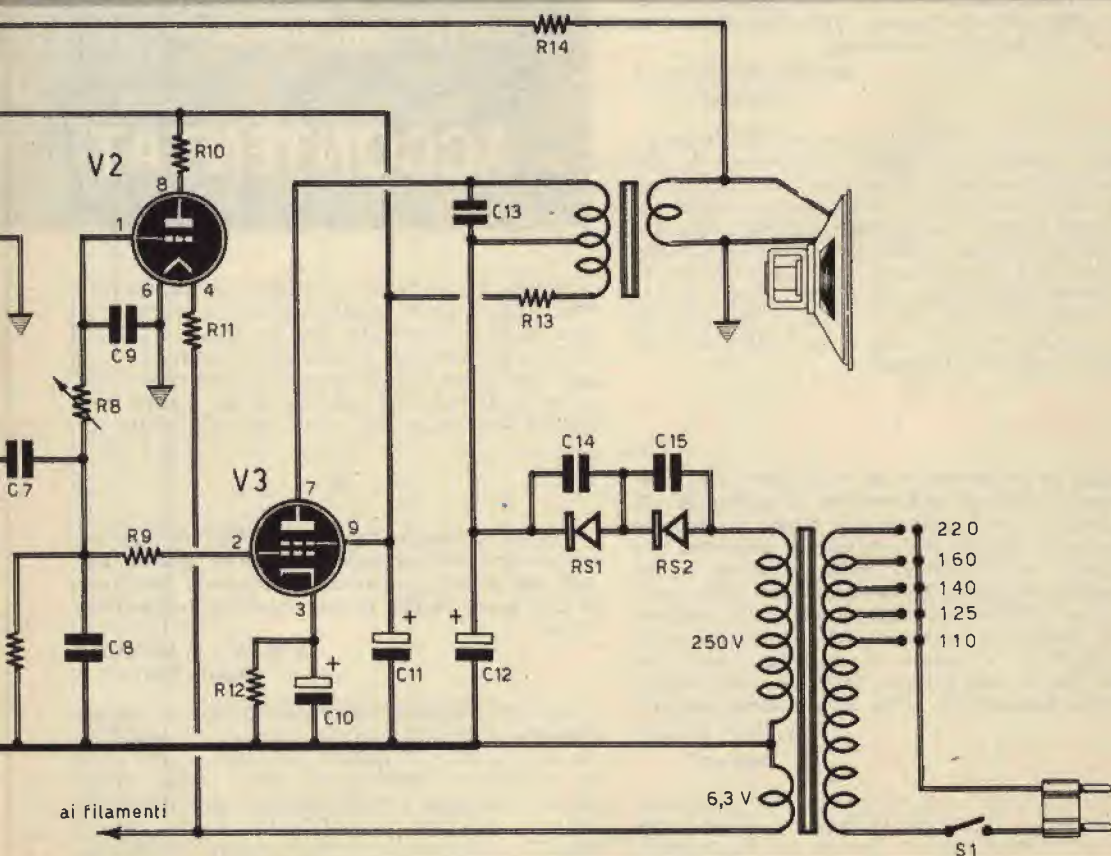 R14
V2
R10
8
1
6
4
C9
R11
R8
C7
C13
R13
V3
R9
2
7
9
3
C8
R12
+
C10
+
C11
+
C12
C14
C15
RS1
RS2
250V
6,3 V
220
160
140
125
110
ai filamenti
S1